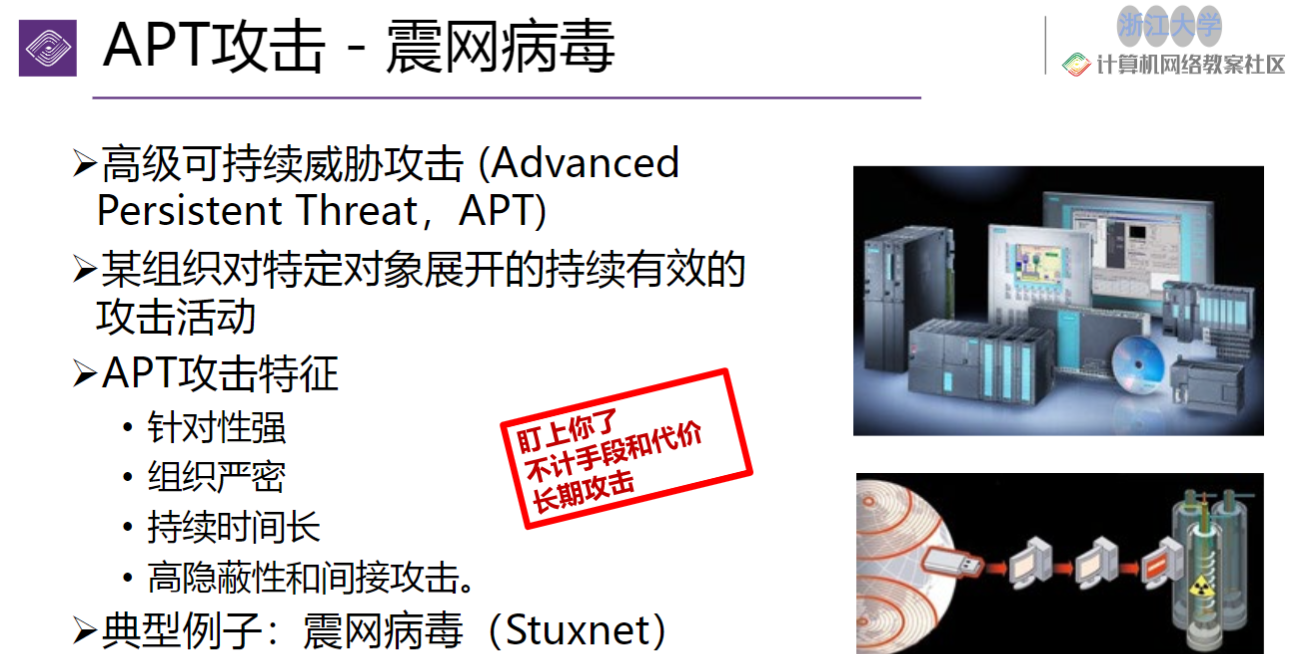 APT攻击 - 震网病毒
浙江大学
计算机网络教案社区
➢高级可持续威胁攻击 (Advanced
Persistent Threat，APT)
➢某组织对特定对象展开的持续有效的
攻击活动
➢APT攻击特征
• 针对性强
• 组织严密
• 持续时间长
• 高隐蔽性和间接攻击。
➢典型例子：震网病毒（Stuxnet）
盯上你了
不计手段和代价
长期攻击